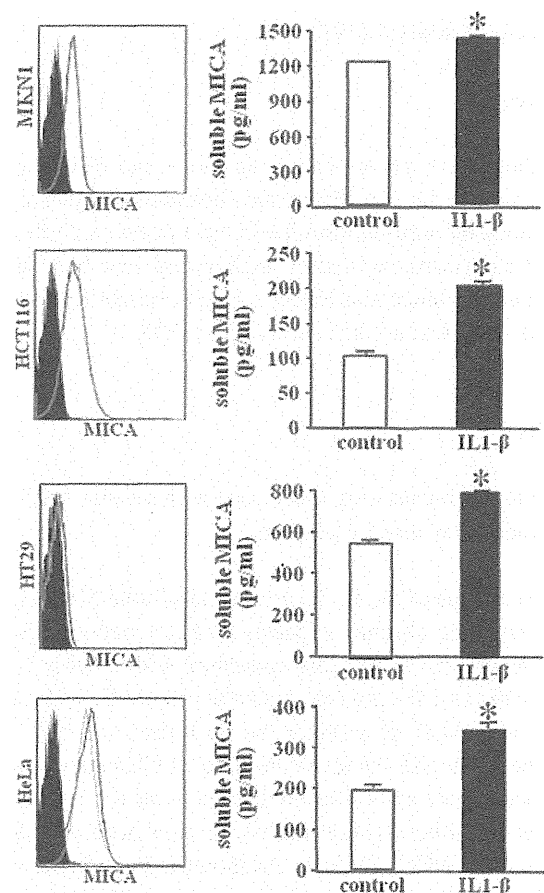 MKN1
MICA
soluble MICA
(pg/ml)
1500
1200
900
600
300
0
*
control
IL1-β
HCT116
MICA
soluble MICA
(pg/ml)
250
200
150
100
50
0
*
control
IL1-β
HT29
MICA
soluble MICA
(pg/ml)
800
600
400
200
0
*
control
IL1-β
HeLa
MICA
soluble MICA
(pg/ml)
400
300
200
100
0
*
control
IL1-β